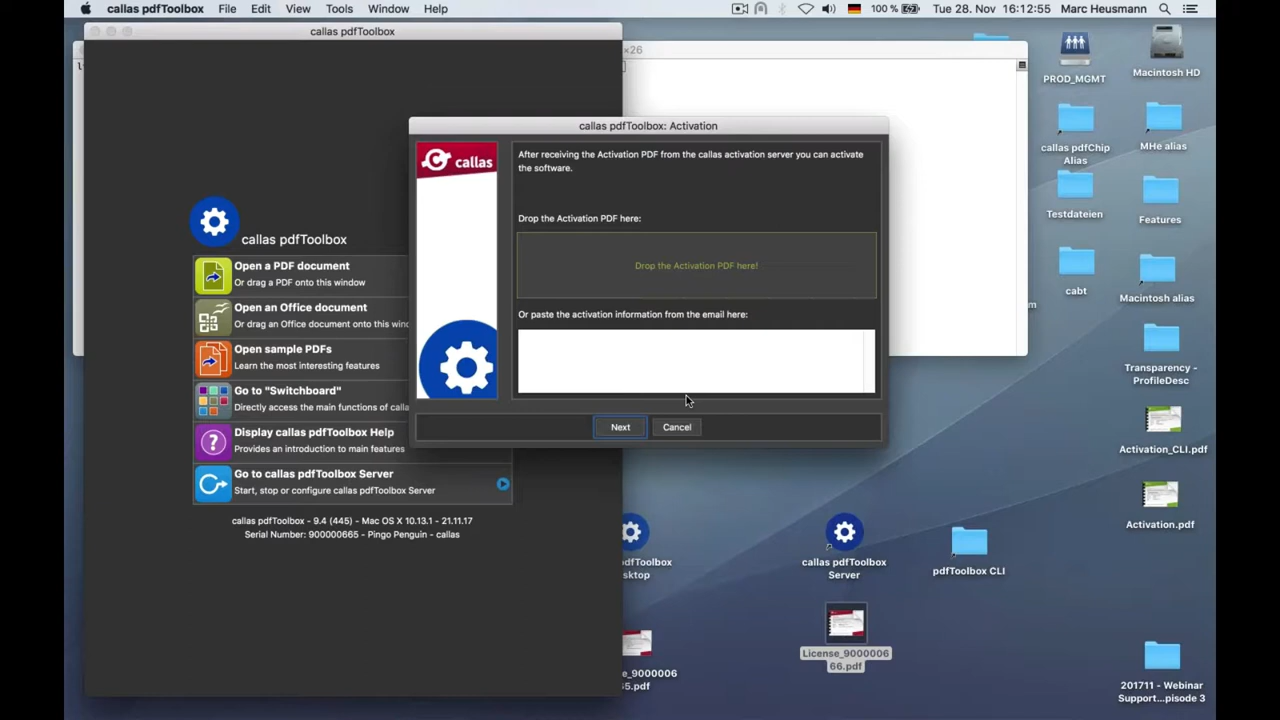 callas pdfToolbox File Edit View Tools Window Help
100 % Tue 28. Nov 16:12:55 Marc Heusmann
callas pdfToolbox
×26
callas pdfToolbox: Activation
callas
After receiving the Activation PDF from the callas activation server you can activate
the software.
Drop the Activation PDF here:
Drop the Activation PDF here!
Or paste the activation information from the email here:
Next
Cancel
callas pdfToolbox
Open a PDF document
Or drag a PDF onto this window
Open an Office document
Or drag an Office document onto this wind
Open sample PDFs
Learn the most interesting features
Go to "Switchboard"
Directly access the main functions of calla
Display callas pdfToolbox Help
Provides an introduction to main features
Go to callas pdfToolbox Server
Start, stop or configure callas pdfToolbox Server
callas pdfToolbox - 9.4 (445) - Mac OS X 10.13.1 - 21.11.17
Serial Number: 900000665 - Pingo Penguin - callas
PROD_MGMT
Macintosh HD
callas pdfChip
Alias
MHe alias
Testdateien
Features
cabt
Macintosh alias
m
Transparency -
ProfileDesc
Activation_CLI.pdf
Activation.pdf
pdfToolbox
sktop
callas pdfToolbox
Server
pdfToolbox CLI
e_9000006
5.pdf
License_9000006
66.pdf
201711 - Webinar
Support...pisode 3